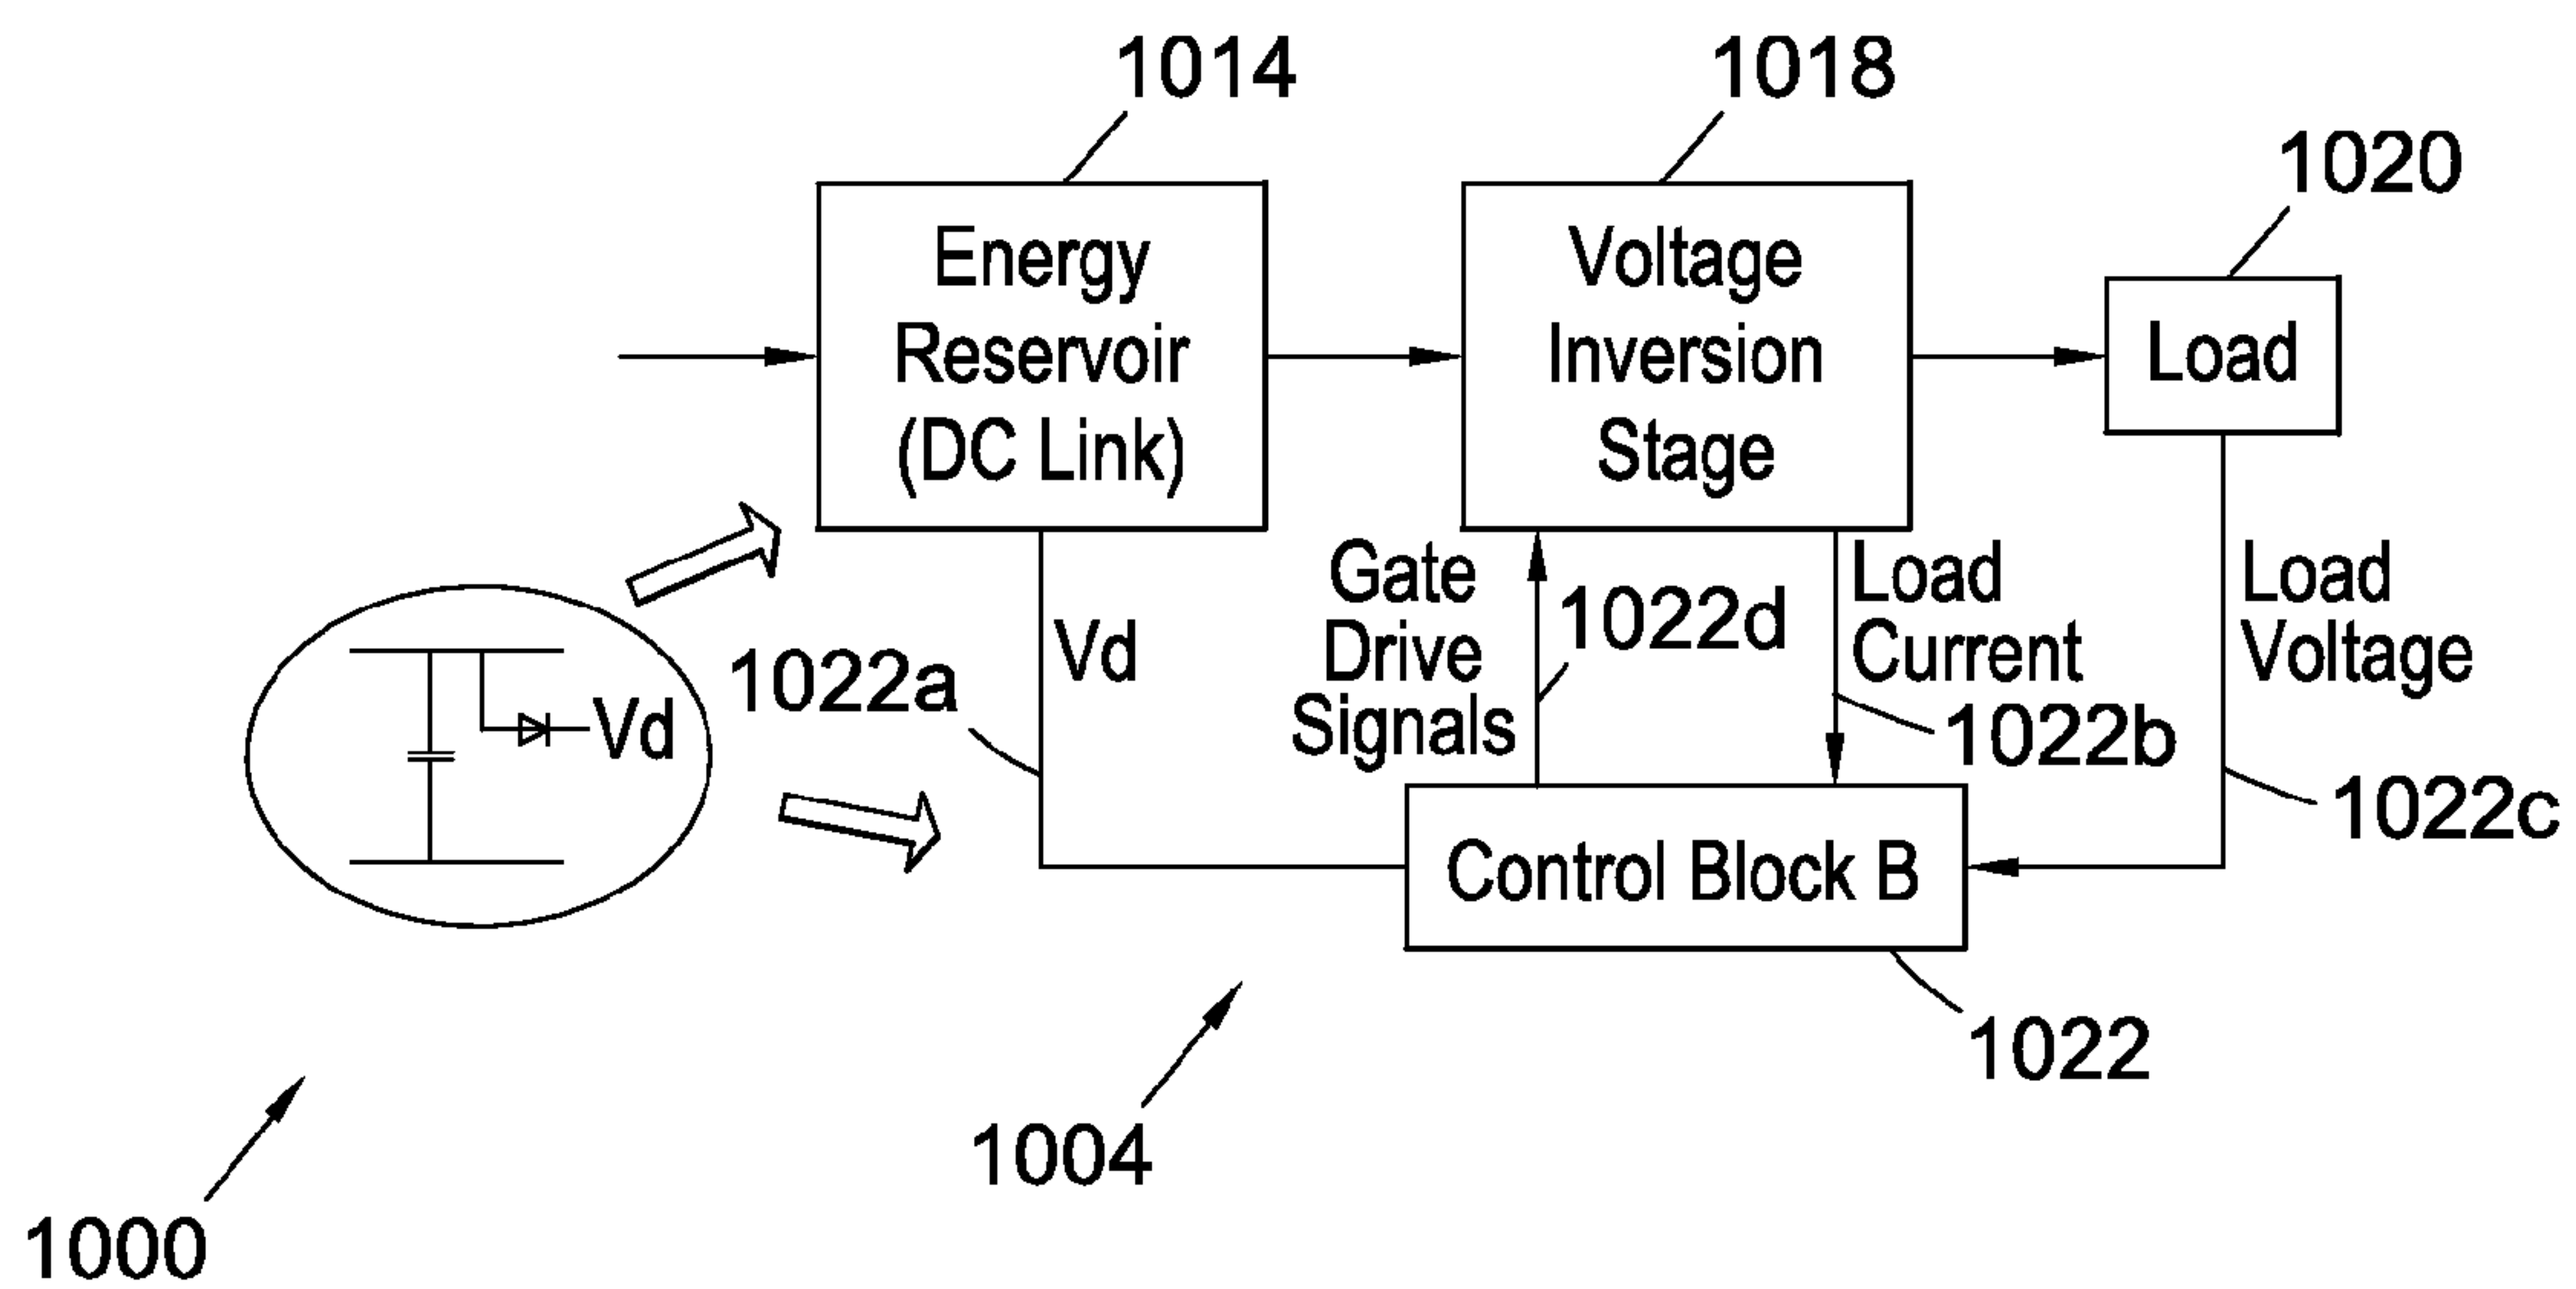 1014
1018
1020
Energy
Reservoir
(DC Link)
Voltage
Inversion
Stage
Load
Gate
Drive
Signals
1022d
Load
Current
1022b
Load
Voltage
1022c
Vd
1022a
Vd
Control Block B
1022
1004
1000